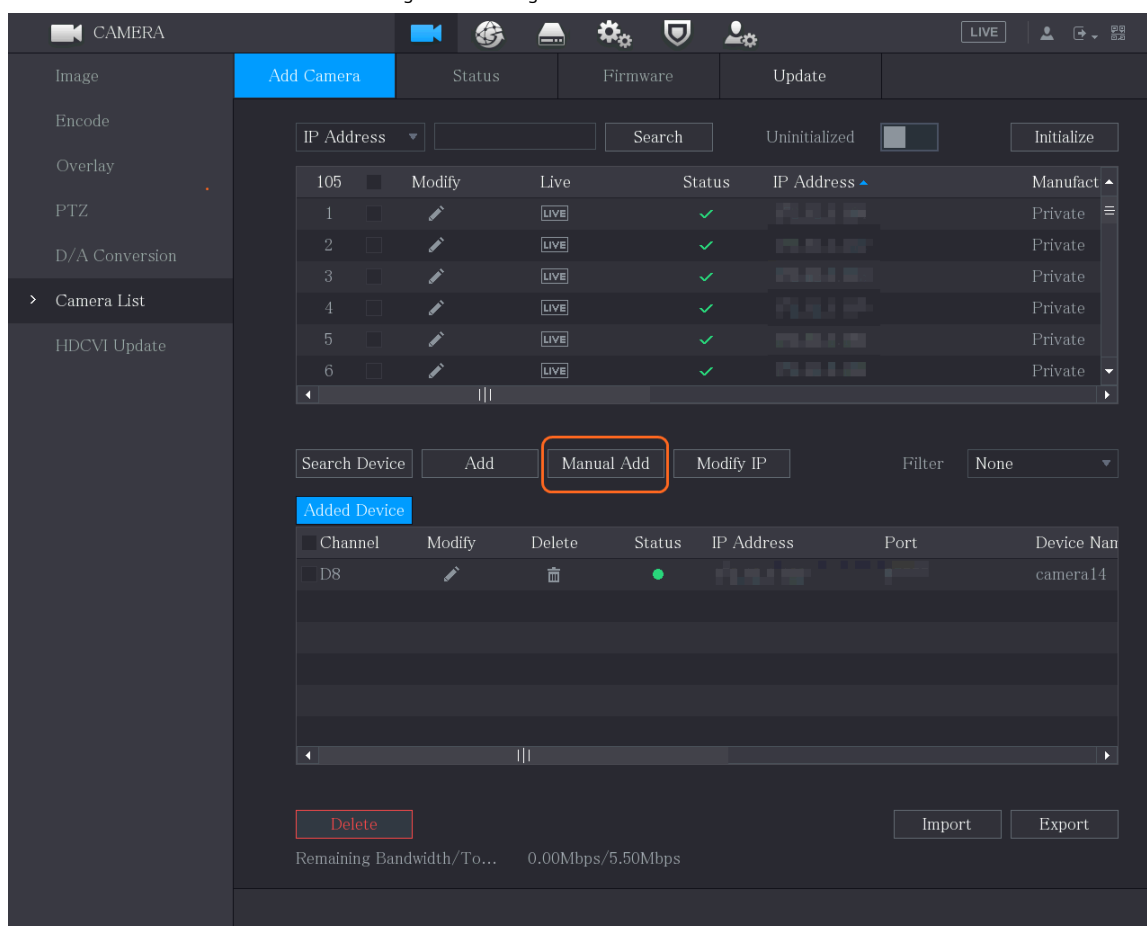 CAMERA LIVE
Image Add Camera Status Firmware Update
Encode
IP Address Search Uninitialized Initialize
Overlay
105 Modify Live Status IP Address Manufact
PTZ
1 LIVE Private
2 LIVE Private
D/A Conversion
3 LIVE Private
Camera List
4 LIVE Private
5 LIVE Private
HDCVI Update
6 LIVE Private
Search Device Add Manual Add Modify IP Filter None
Added Device
Channel Modify Delete Status IP Address Port Device Nam
D8 camera14
Delete Import Export
Remaining Bandwidth/To... 0.00Mbps/5.50Mbps